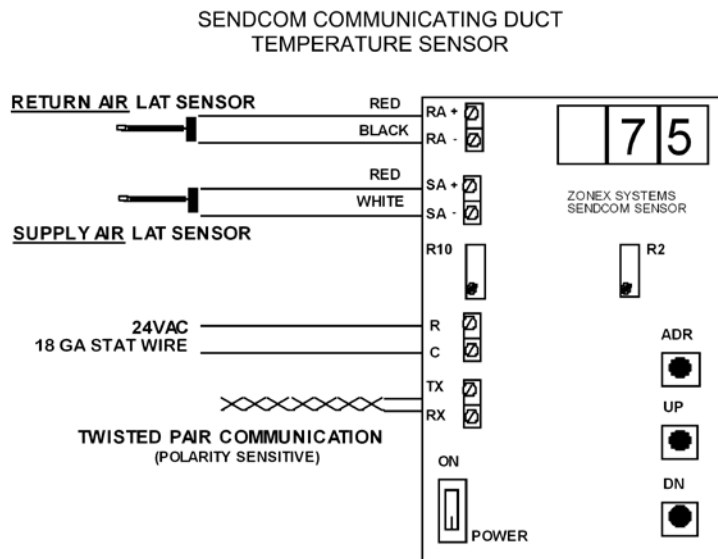 SENDCOM COMMUNICATING DUCT
TEMPERATURE SENSOR
RETURN AIR LAT SENSOR
RED
RA +
BLACK
RA -
75
RED
SA +
WHITE
SA -
ZONEX SYSTEMS
SENDCOM SENSOR
SUPPLY AIR LAT SENSOR
R10
R2
24VAC
R
18 GA STAT WIRE
C
ADR
TX
RX
UP
TWISTED PAIR COMMUNICATION
(POLARITY SENSITIVE)
ON
DN
POWER